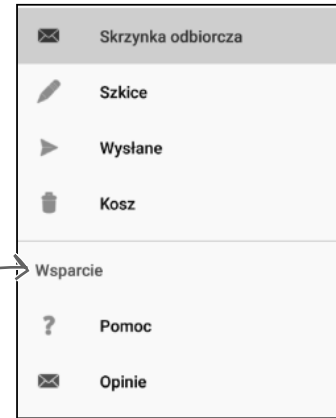 Skrzynka odbiorcza
Szkice
Wysłane
Kosz
Wsparcie
Pomoc
Opinie